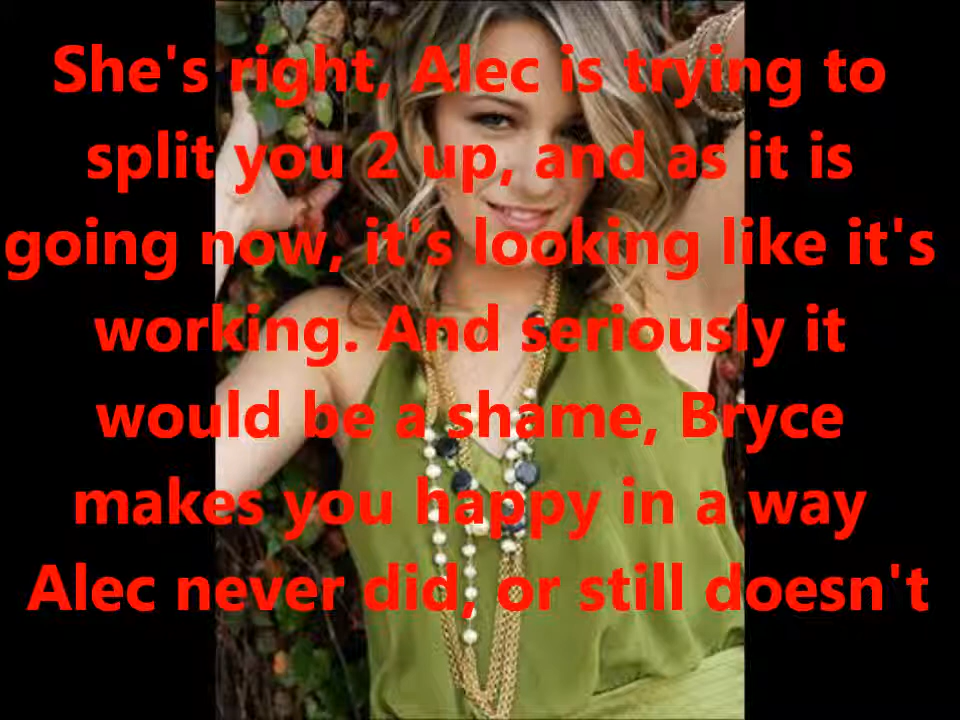 She's right, Alec is trying to
split you 2 up, and as it is
going now, it's looking like it's
working. And seriously it
would be a shame, Bryce
makes you happy in a way
Alec never did, or still doesn't